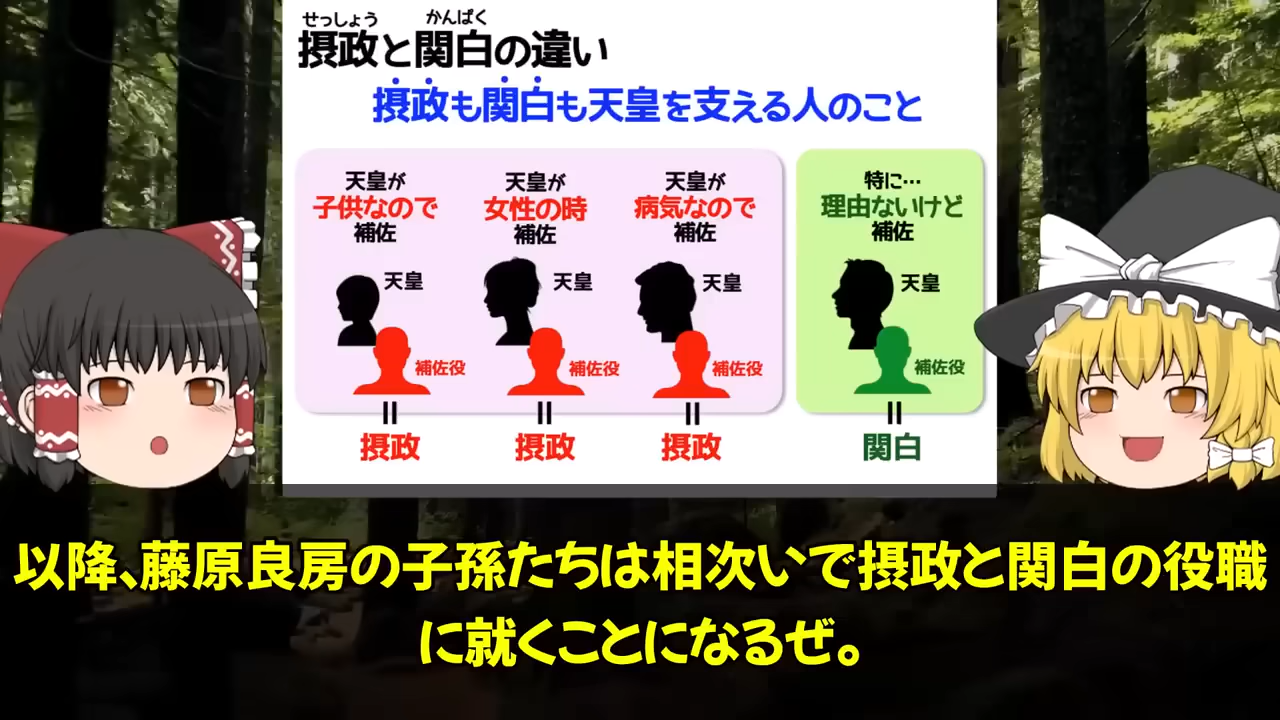 せっしょう かんぱく
摂政と関白の違い
摂政も関白も天皇を支える人のこと
天皇が
子供なので
補佐
天皇
補佐役
=
摂政
天皇が
女性の時
補佐
天皇
補佐役
=
摂政
天皇が
病気なので
補佐
天皇
補佐役
=
摂政
特に…
理由ないけど
補佐
天皇
補佐役
=
関白
以降、藤原良房の子孫たちは相次いで摂政と関白の役職
に就くことになるぜ。